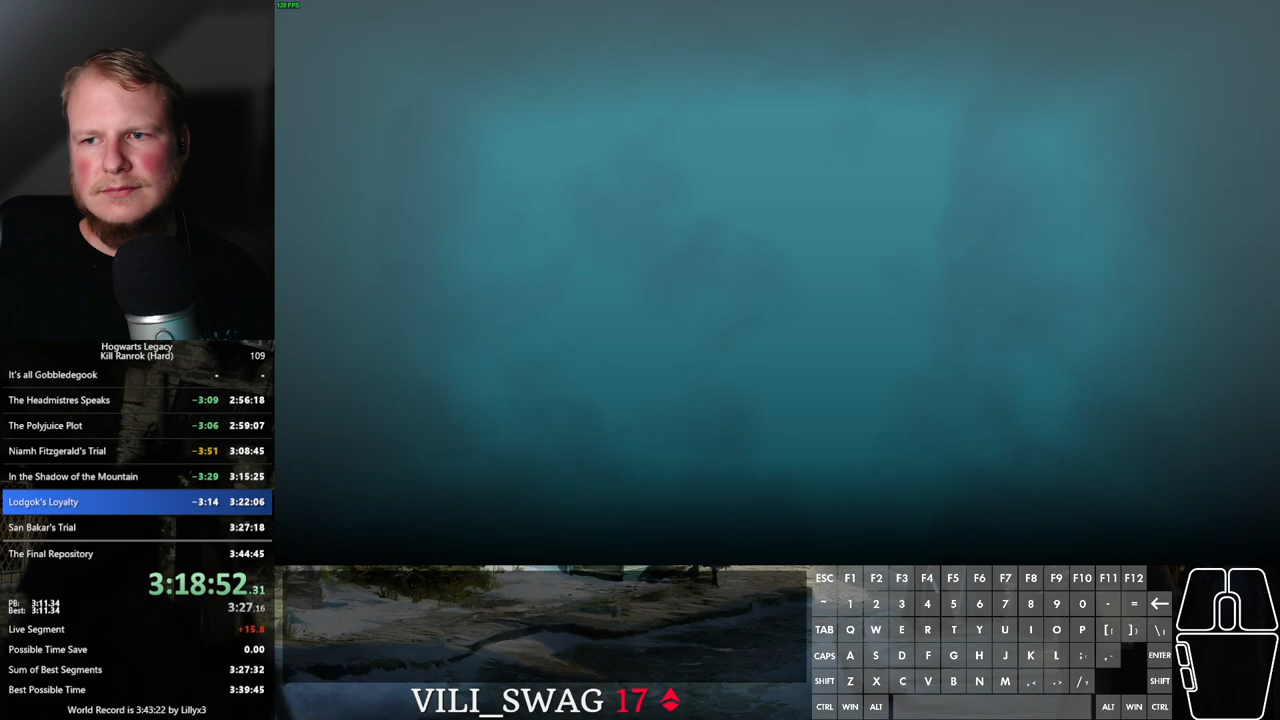 120 FPS
Hogwarts Legacy
Kill Ranrok (Hard) 109
It's all Gobbledegook - -
The Headmistres Speaks −3:09 2:56:18
The Polyjuice Plot −3:06 2:59:07
Niamh Fitzgerald's Trial −3:51 3:08:45
In the Shadow of the Mountain −3:29 3:15:25
Lodgok's Loyalty −3:14 3:22:06
San Bakar's Trial 3:27:18
The Final Repository 3:44:45
3:18:52.31
PB: 3:11.34
Best: 3:11.34
3:27.16
Live Segment +15.8
Possible Time Save 0.00
Sum of Best Segments 3:27:32
Best Possible Time 3:39:45
World Record is 3:43:22 by Lillyx3
VILI_SWAG 17
ESC F1 F2 F3 F4 F5 F6 F7 F8 F9 F10 F11 F12
~ 1 2 3 4 5 6 7 8 9 0 - = ←
TAB Q W E R T Y U I O P [{ ]} \|
CAPS A S D F G H J K L ;: ENTER
SHIFT Z X C V B N M ,< .> /? SHIFT
CTRL WIN ALT ALT WIN CTRL